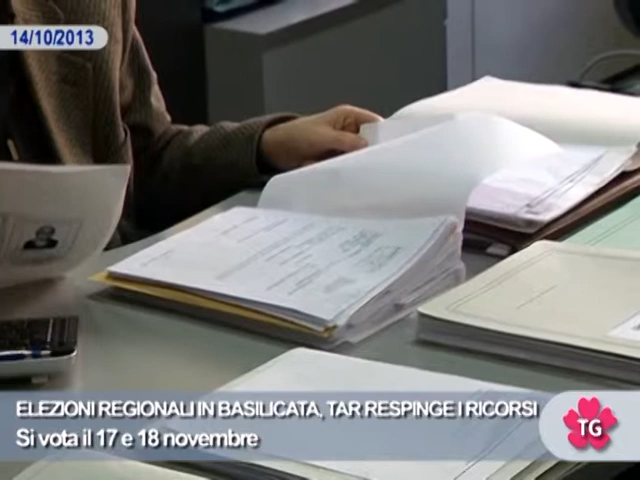 14/10/2013
ELEZIONI REGIONALI IN BASILICATA, TAR RESPINGE I RICORSI
Si vota il 17 e 18 novembre
TG